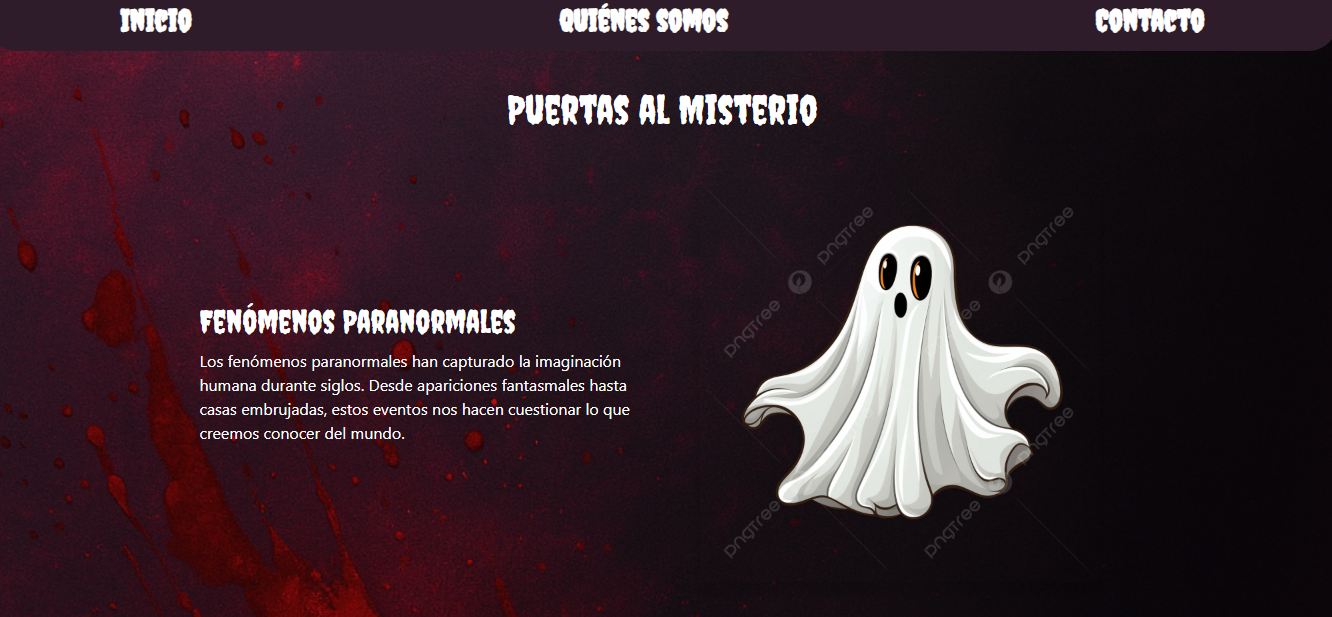 INICIO
QUIÉNES SOMOS
CONTACTO
PUERTAS AL MISTERIO
FENÓMENOS PARANORMALES
Los fenómenos paranormales han capturado la imaginación
humana durante siglos. Desde apariciones fantasmales hasta
casas embrujadas, estos eventos nos hacen cuestionar lo que
creemos conocer del mundo.
pngtree
pngtree
pngtree
pngtree
pngtree
pngtree